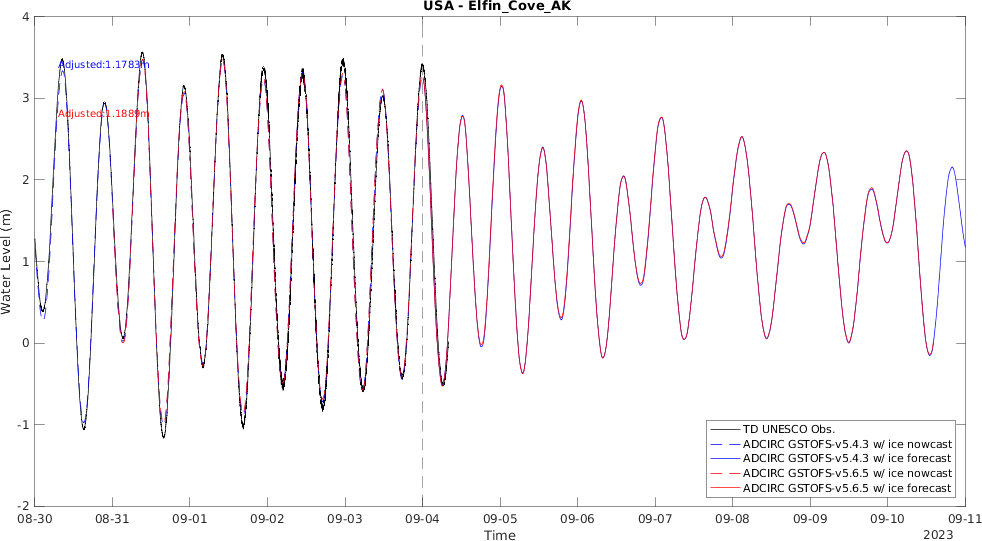 USA - Elfin_Cove_AK
4
3
2
1
0
-1
-2
Water Level (m)
Adjusted:1.1783m
Adjusted:1.1889m
TD UNESCO Obs.
ADCIRC GSTOFS-v5.4.3 w/ ice nowcast
ADCIRC GSTOFS-v5.4.3 w/ ice forecast
ADCIRC GSTOFS-v5.6.5 w/ ice nowcast
ADCIRC GSTOFS-v5.6.5 w/ ice forecast
08-30 08-31 09-01 09-02 09-03 09-04 09-05 09-06 09-07 09-08 09-09 09-10 09-11
Time
2023